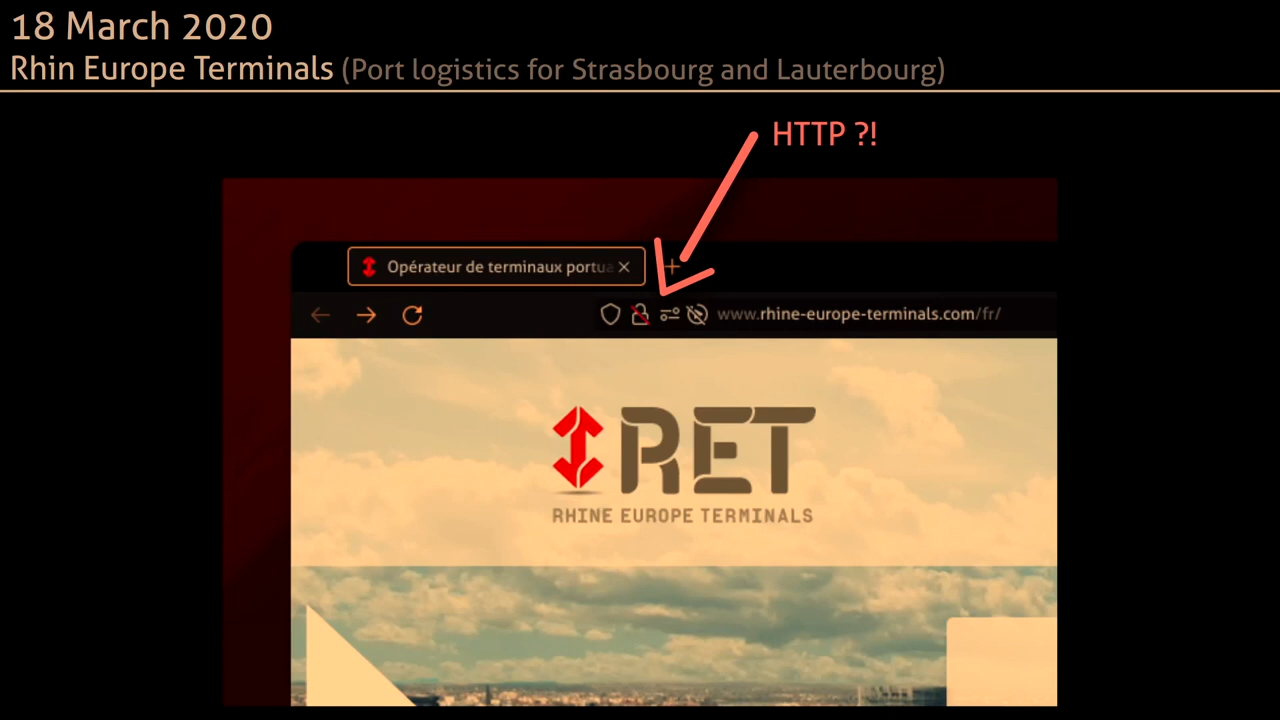 18 March 2020
Rhin Europe Terminals (Port logistics for Strasbourg and Lauterbourg)
HTTP ?!
Opérateur de terminaux portua
www.rhine-europe-terminals.com/fr/
RET
RHINE EUROPE TERMINALS